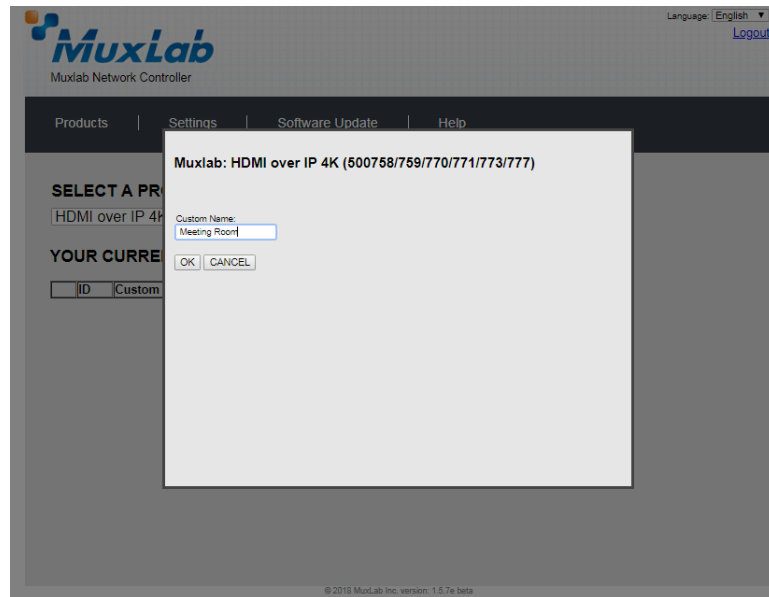 Language: English
Logout
MuxLab
Muxlab Network Controller
Products | Settings | Software Update | Help
Muxlab: HDMI over IP 4K (500758/759/770/771/773/777)
SELECT A PR
HDMI over IP 4K
Custom Name:
Meeting Room
YOUR CURRE
OK CANCEL
ID Custom
© 2018 MuxLab Inc. version: 1.5.7e beta